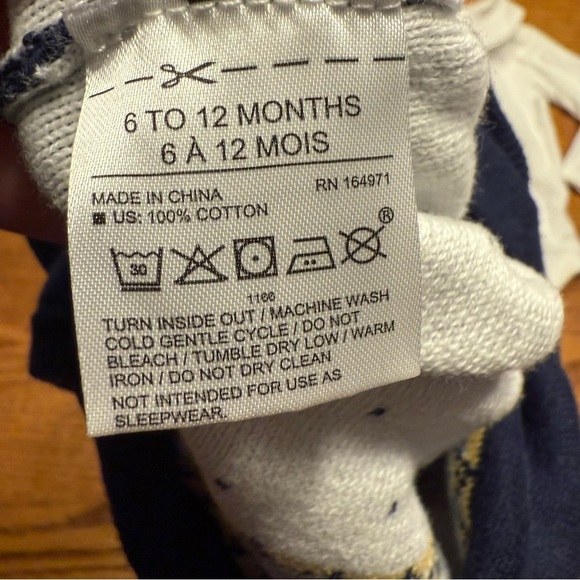 6 TO 12 MONTHS
6 À 12 MOIS
MADE IN CHINA RN 164971
US: 100% COTTON
®
30
1166
TURN INSIDE OUT / MACHINE WASH
COLD GENTLE CYCLE / DO NOT
BLEACH / TUMBLE DRY LOW / WARM
IRON / DO NOT DRY CLEAN
NOT INTENDED FOR USE AS
SLEEPWEAR.